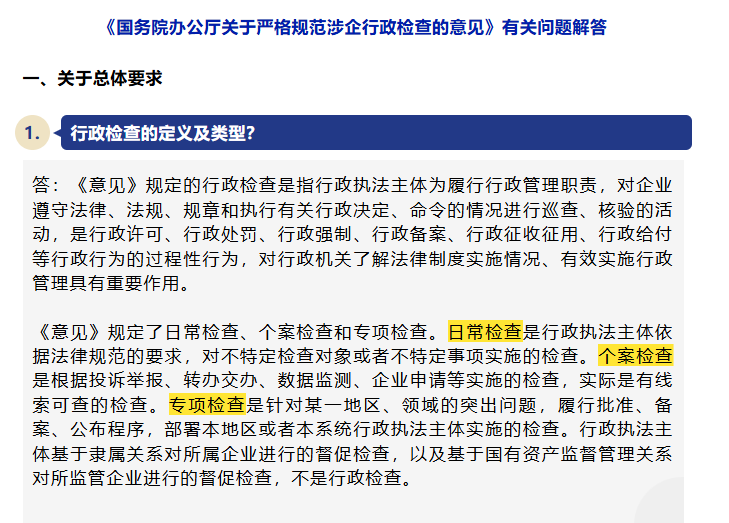 《国务院办公厅关于严格规范涉企行政检查的意见》有关问题解答
一、关于总体要求
1.
行政检查的定义及类型?
答：《意见》规定的行政检查是指行政执法主体为履行行政管理职责，对企业
遵守法律、法规、规章和执行有关行政决定、命令的情况进行巡查、核验的活
动，是行政许可、行政处罚、行政强制、行政备案、行政征收征用、行政给付
等行政行为的过程性行为，对行政机关了解法律制度实施情况、有效实施行政
管理具有重要作用。
《意见》规定了日常检查、个案检查和专项检查。日常检查是行政执法主体依
据法律规范的要求，对不特定检查对象或者不特定事项实施的检查。个案检查
是根据投诉举报、转办交办、数据监测、企业申请等实施的检查，实际是有线
索可查的检查。专项检查是针对某一地区、领域的突出问题，履行批准、备
案、公布程序，部署本地区或者本系统行政执法主体实施的检查。行政执法主
体基于隶属关系对所属企业进行的督促检查，以及基于国有资产监督管理关系
对所监管企业进行的督促检查，不是行政检查。